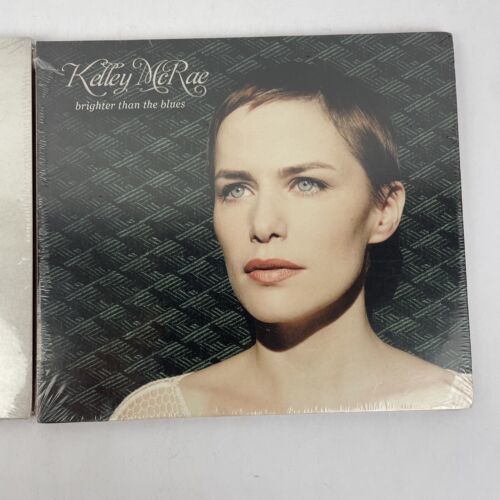 Kelley McRae
brighter than the blues